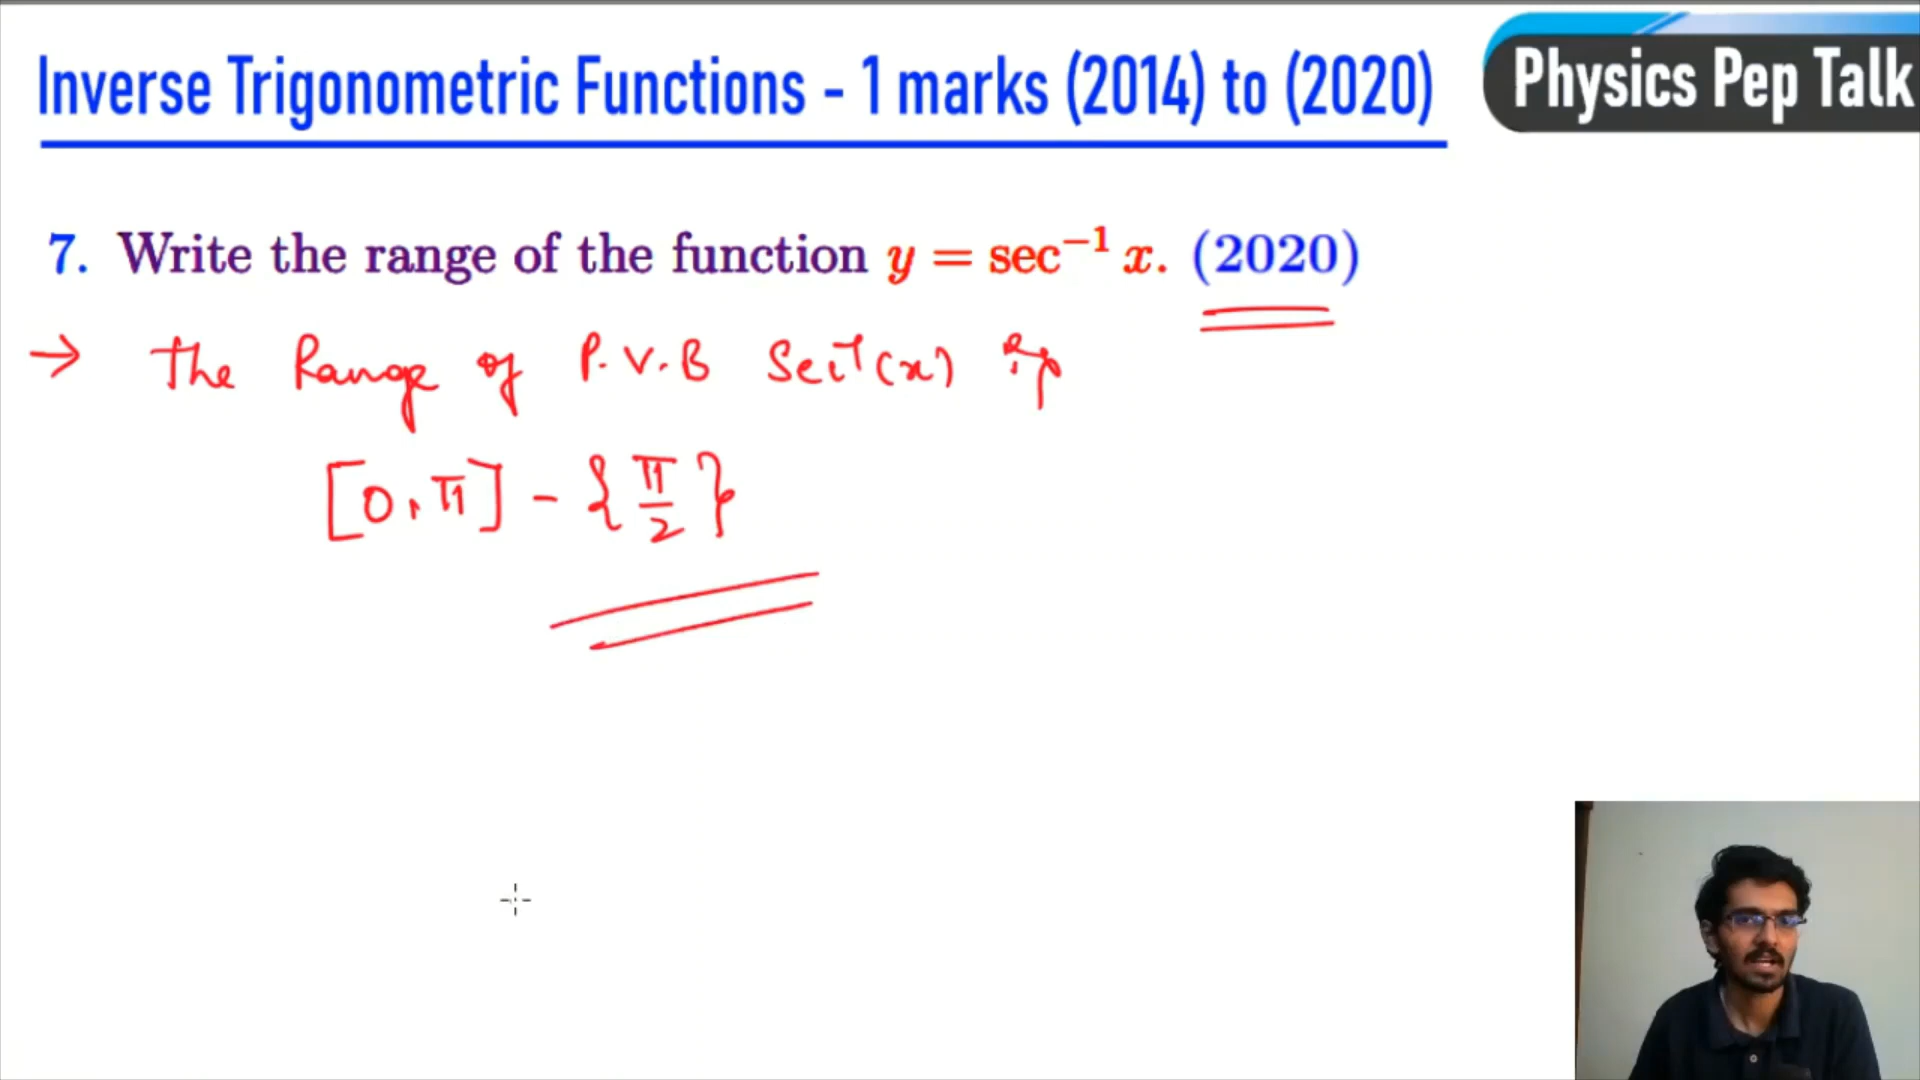 Inverse Trigonometric Functions - 1 marks (2014) to (2020)
Physics Pep Talk
7. Write the range of the function y = sec⁻¹ x. (2020)
→ The Range of P.V.B Sec⁻¹(x) is
[0, π] - {π/2}